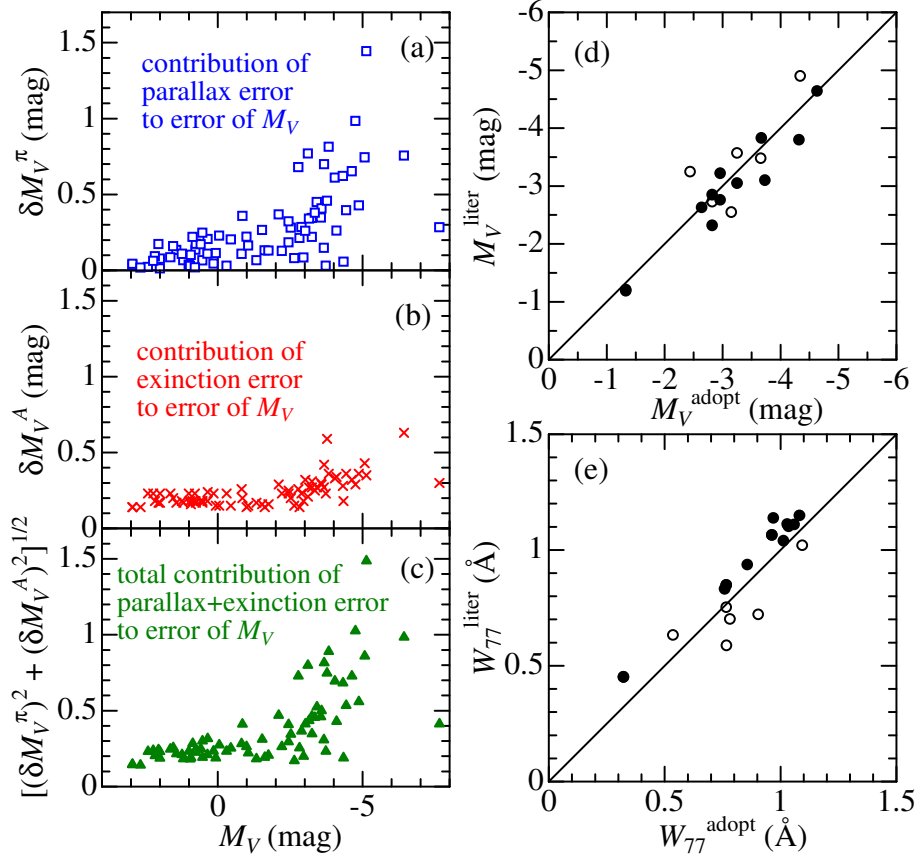 (a)
contribution of
parallax error
to error of M_V
δM_V^π (mag)
1.5
1
0.5
0
(b)
contribution of
exinction error
to error of M_V
δM_V^A (mag)
1.5
1
0.5
0
(c)
total contribution of
parallax+exinction error
to error of M_V
[(δM_V^π)^2 + (δM_V^A)^2]^1/2
1.5
1
0.5
0
0
-5
M_V (mag)
(d)
M_V^liter (mag)
-6
-5
-4
-3
-2
-1
0
0
-1
-2
-3
-4
-5
-6
M_V^adopt (mag)
(e)
W_77^liter (Å)
1.5
1
0.5
0
0
0.5
1
1.5
W_77^adopt (Å)